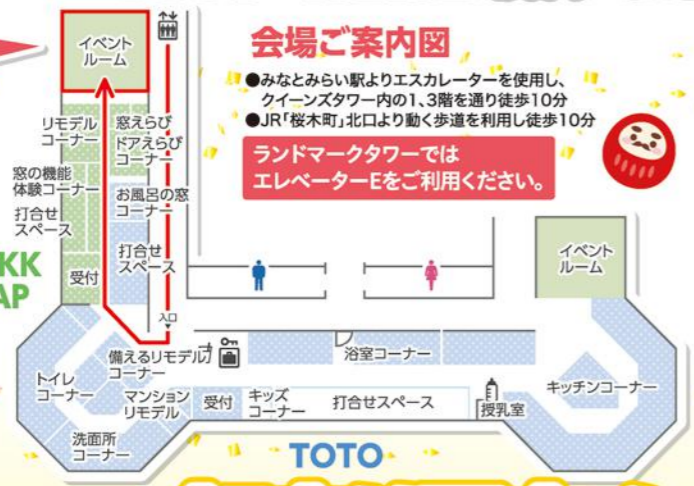 会場ご案内図
●みなとみらい駅よりエスカレーターを使用し、
クイーンズタワー内の1、3階を通り徒歩10分
●JR「桜木町」北口より動く歩道を利用し徒歩10分
ランドマークタワーでは
エレベーターEをご利用ください。
イベント
ルーム
リモデル
コーナー
窓えらび
ドアえらび
コーナー
窓の機能
体験コーナー
お風呂の窓
コーナー
打合せ
スペース
打合せ
スペース
受付
KK
AP
入口
イベント
ルーム
備えるリモデル
コーナー
浴室コーナー
トイレ
コーナー
マンション
リモデル
受付
キッズ
コーナー
打合せスペース
授乳室
キッチンコーナー
洗面所
コーナー
TOTO